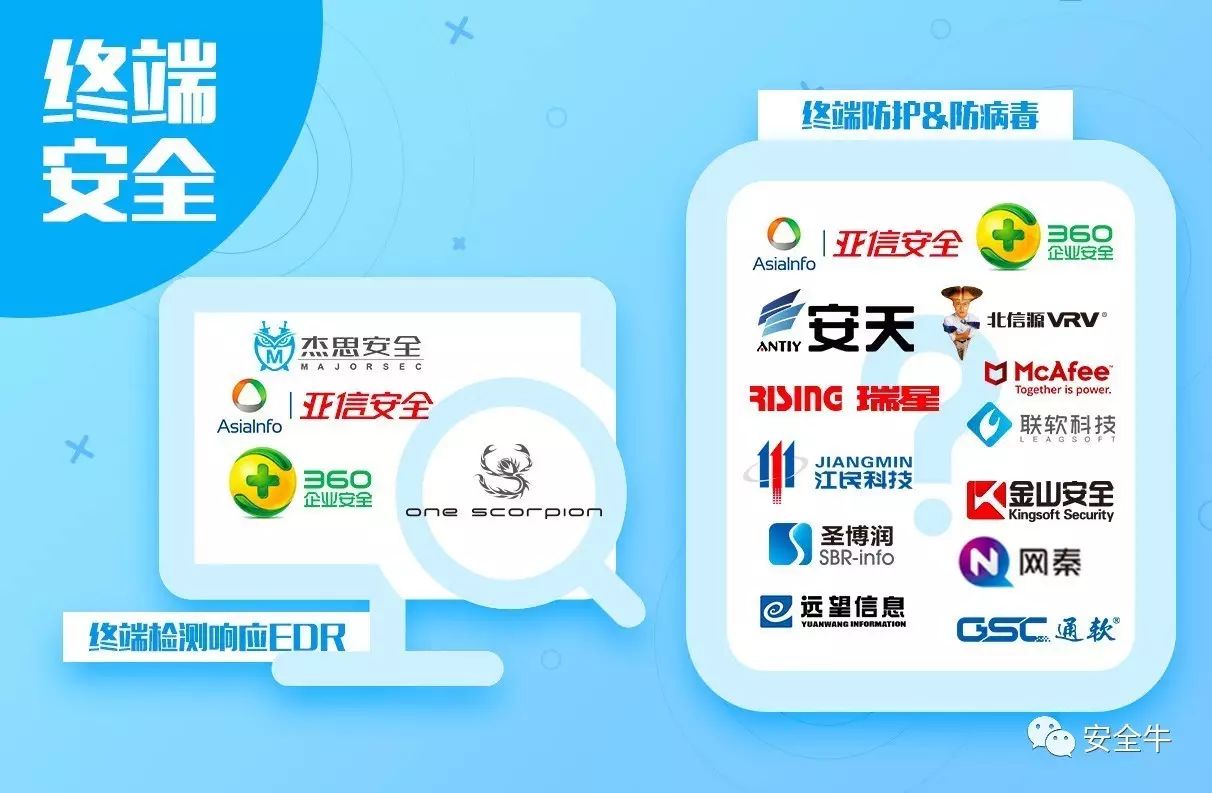 终端
安全
终端防护&防病毒
AsiaInfo
亚信安全
360
企业安全
ANTIY
安天
北信源VRV®
McAfee™
Together is power.
RISING 瑞星
联软科技
LEAGSOFT
JIANGMIN
江民科技
金山安全
Kingsoft Security
圣博润
SBR-info
N
网秦
远望信息
YUANWANG INFORMATION
GSC 通软®
M
杰思安全
MAJORSEC
AsiaInfo
亚信安全
360
企业安全
one scorpion
终端检测响应EDR
安全牛